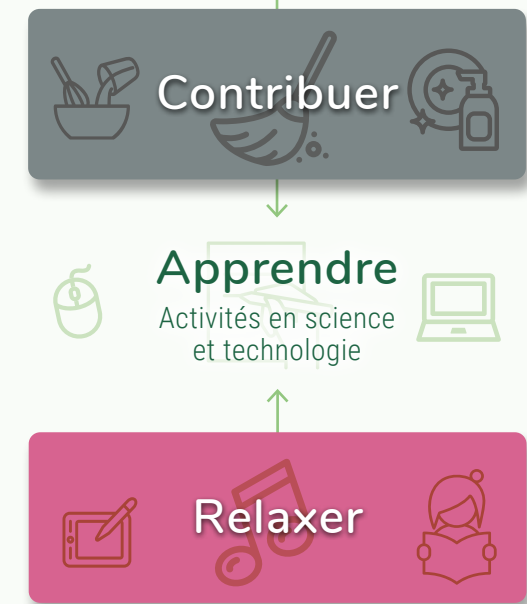 Contribuer
Apprendre
Activités en science
et technologie
Relaxer